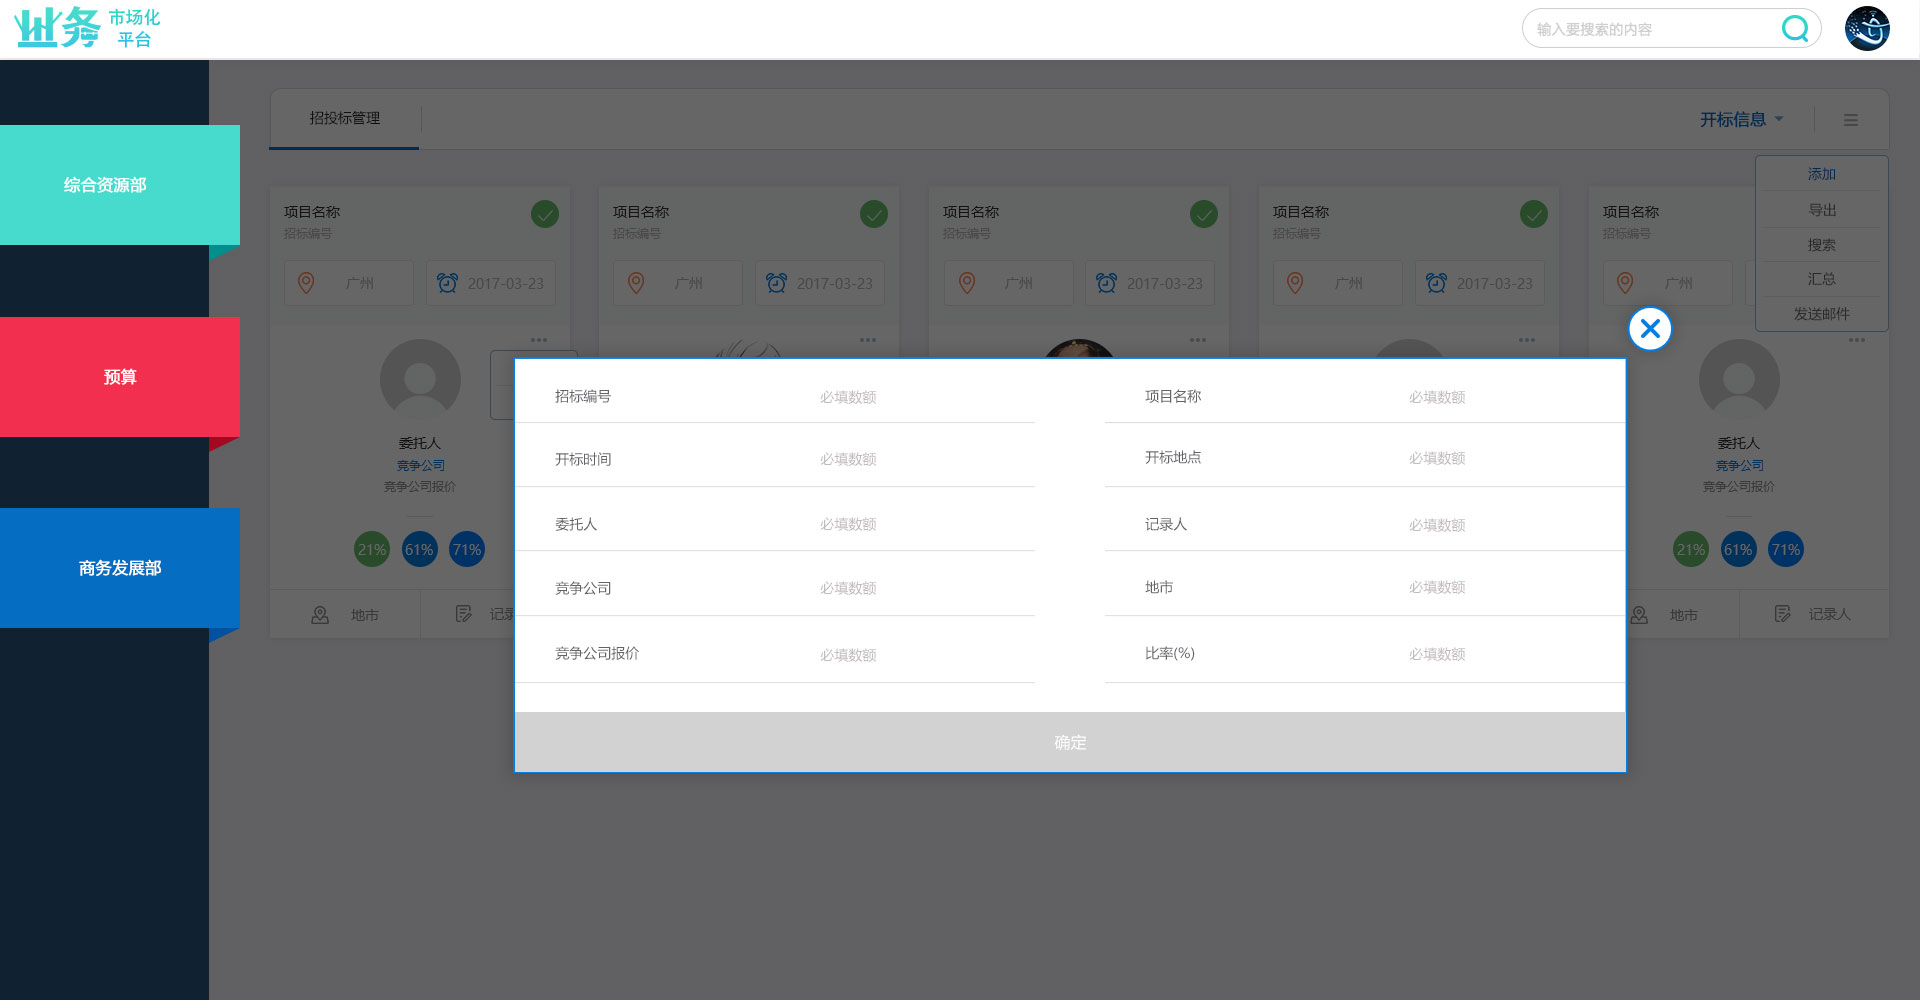 业务 市场化
平台
输入要搜索的内容
综合资源部
预算
商务发展部
招投标管理
开标信息
添加
导出
搜索
汇总
发送邮件
项目名称 项目名称 项目名称 项目名称 项目名称
招标编号 招标编号 招标编号 招标编号 招标编号
广州 2017-03-23 广州 2017-03-23 广州 2017-03-23 广州 2017-03-23 广州
委托人 委托人
竞争公司 竞争公司
竞争公司报价 竞争公司报价
21% 61% 71% 21% 61% 71%
地市 记录 地市 记录人
招标编号 必填数额 项目名称 必填数额
开标时间 必填数额 开标地点 必填数额
委托人 必填数额 记录人 必填数额
竞争公司 必填数额 地市 必填数额
竞争公司报价 必填数额 比率(%) 必填数额
确定